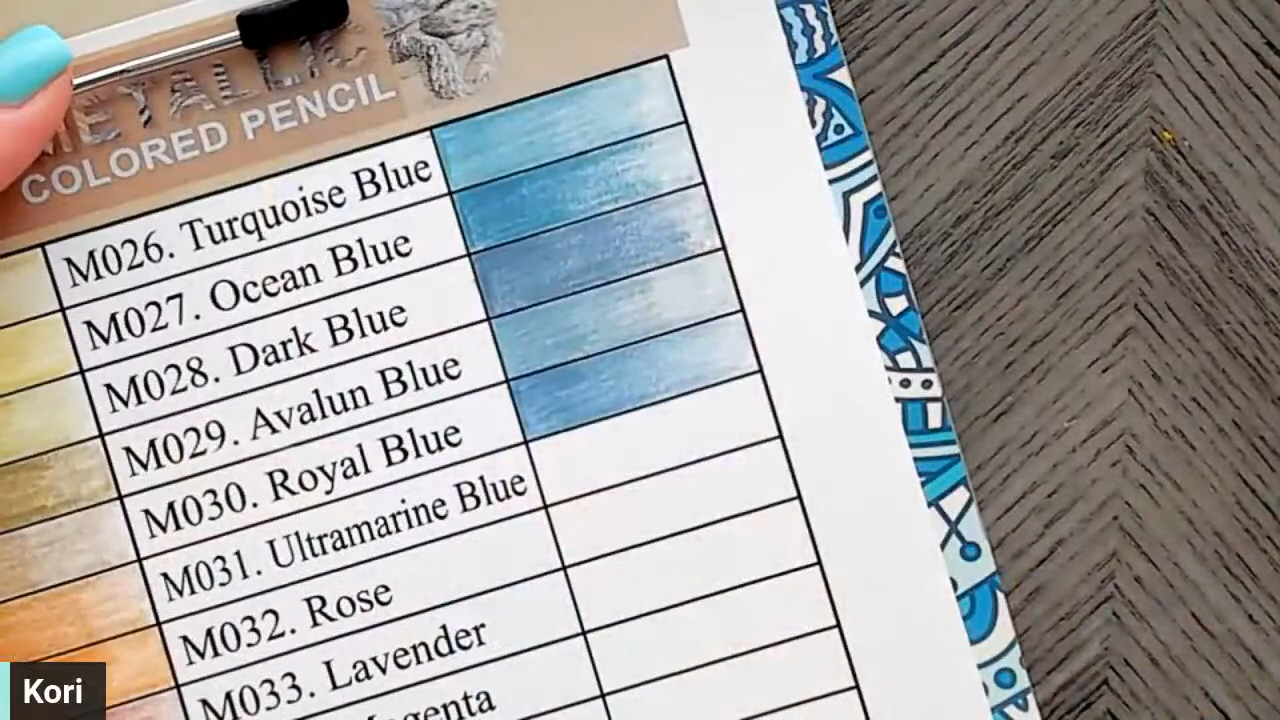 METALLIC
COLORED PENCIL
M026. Turquoise Blue
M027. Ocean Blue
M028. Dark Blue
M029. Avalun Blue
M030. Royal Blue
M031. Ultramarine Blue
M032. Rose
M033. Lavender
Magenta
Kori